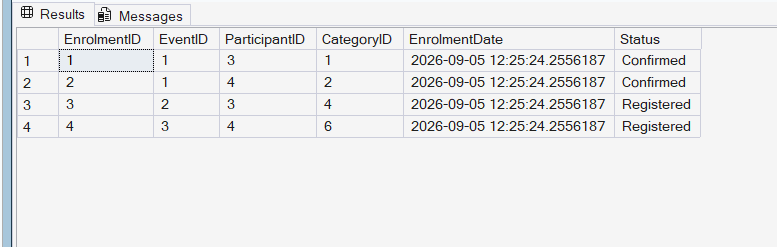 Results Messages
EnrolmentID EventID ParticipantID CategoryID EnrolmentDate Status
1 1 1 3 1 2026-09-05 12:25:24.2556187 Confirmed
2 2 1 4 2 2026-09-05 12:25:24.2556187 Confirmed
3 3 2 3 4 2026-09-05 12:25:24.2556187 Registered
4 4 3 4 6 2026-09-05 12:25:24.2556187 Registered